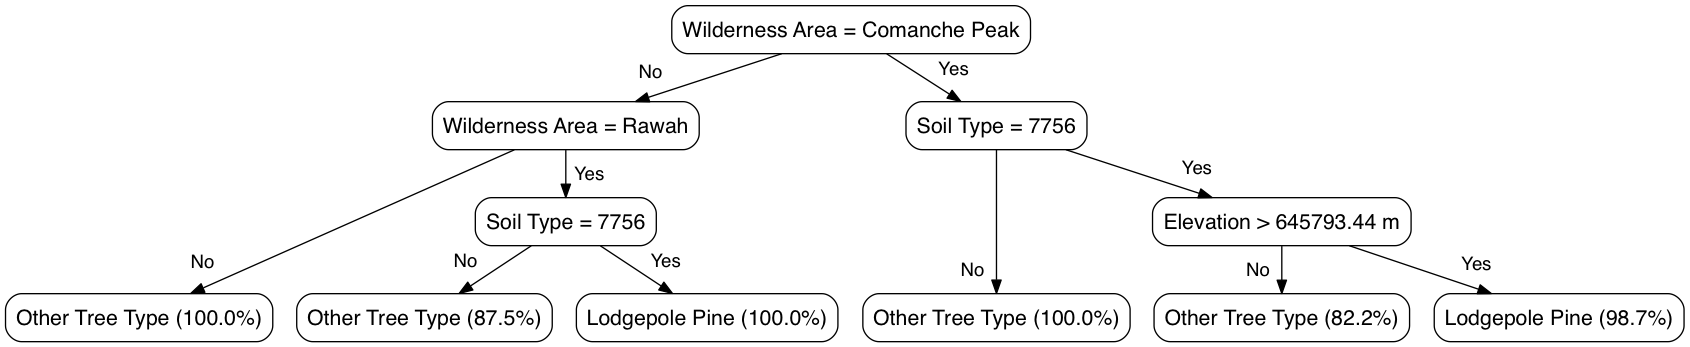 Wilderness Area = Comanche Peak
No
Yes
Wilderness Area = Rawah
Soil Type = 7756
No
Yes
No
Yes
Soil Type = 7756
Elevation > 645793.44 m
No
Yes
No
Yes
Other Tree Type (100.0%)
Other Tree Type (87.5%)
Lodgepole Pine (100.0%)
Other Tree Type (100.0%)
Other Tree Type (82.2%)
Lodgepole Pine (98.7%)